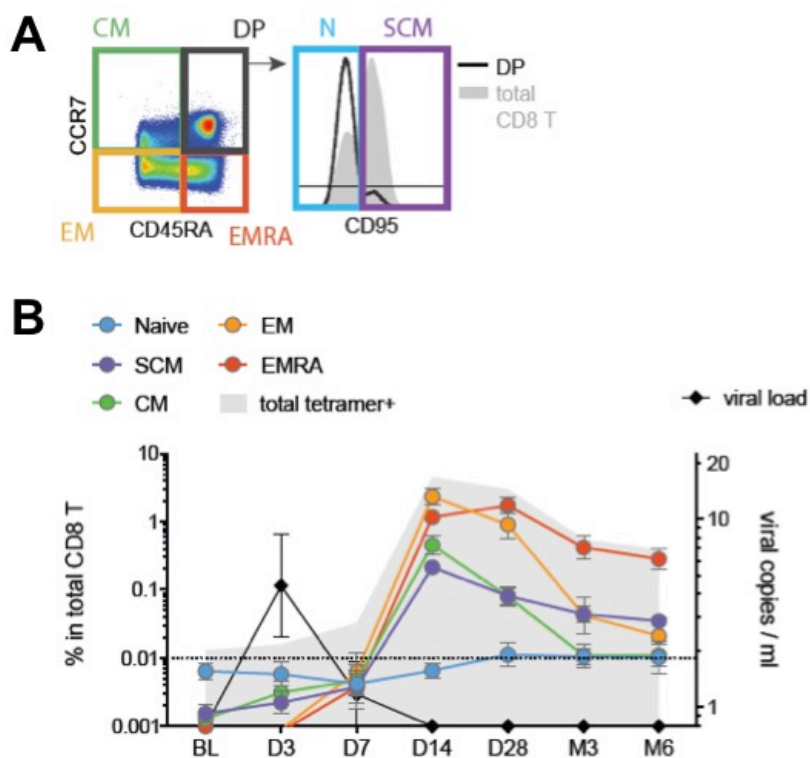 A
CM DP N SCM
CCR7
DP
total
CD8 T
EM CD45RA EMRA CD95
B
Naive EM
SCM EMRA
CM total tetramer+ viral load
% in total CD8 T
10
1
0.1
0.01
0.001
20
10
1
viral copies / ml
BL D3 D7 D14 D28 M3 M6